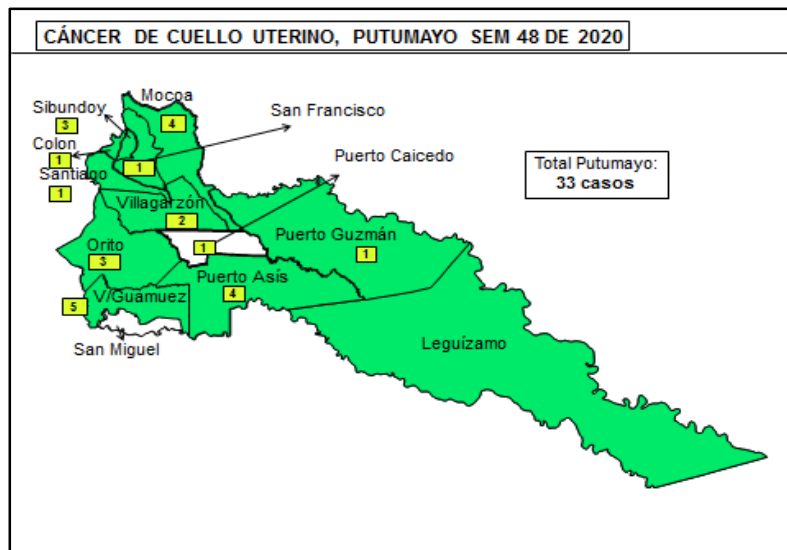 CÁNCER DE CUELLO UTERINO, PUTUMAYO SEM 48 DE 2020
Mocoa
4
Sibundoy
3
San Francisco
1
Colon
1
Santiago
1
Puerto Caicedo
1
Total Putumayo:
33 casos
Villagarzón
2
Puerto Guzmán
1
Orito
3
Puerto Asís
4
V/Guamuez
5
San Miguel
Leguízamo